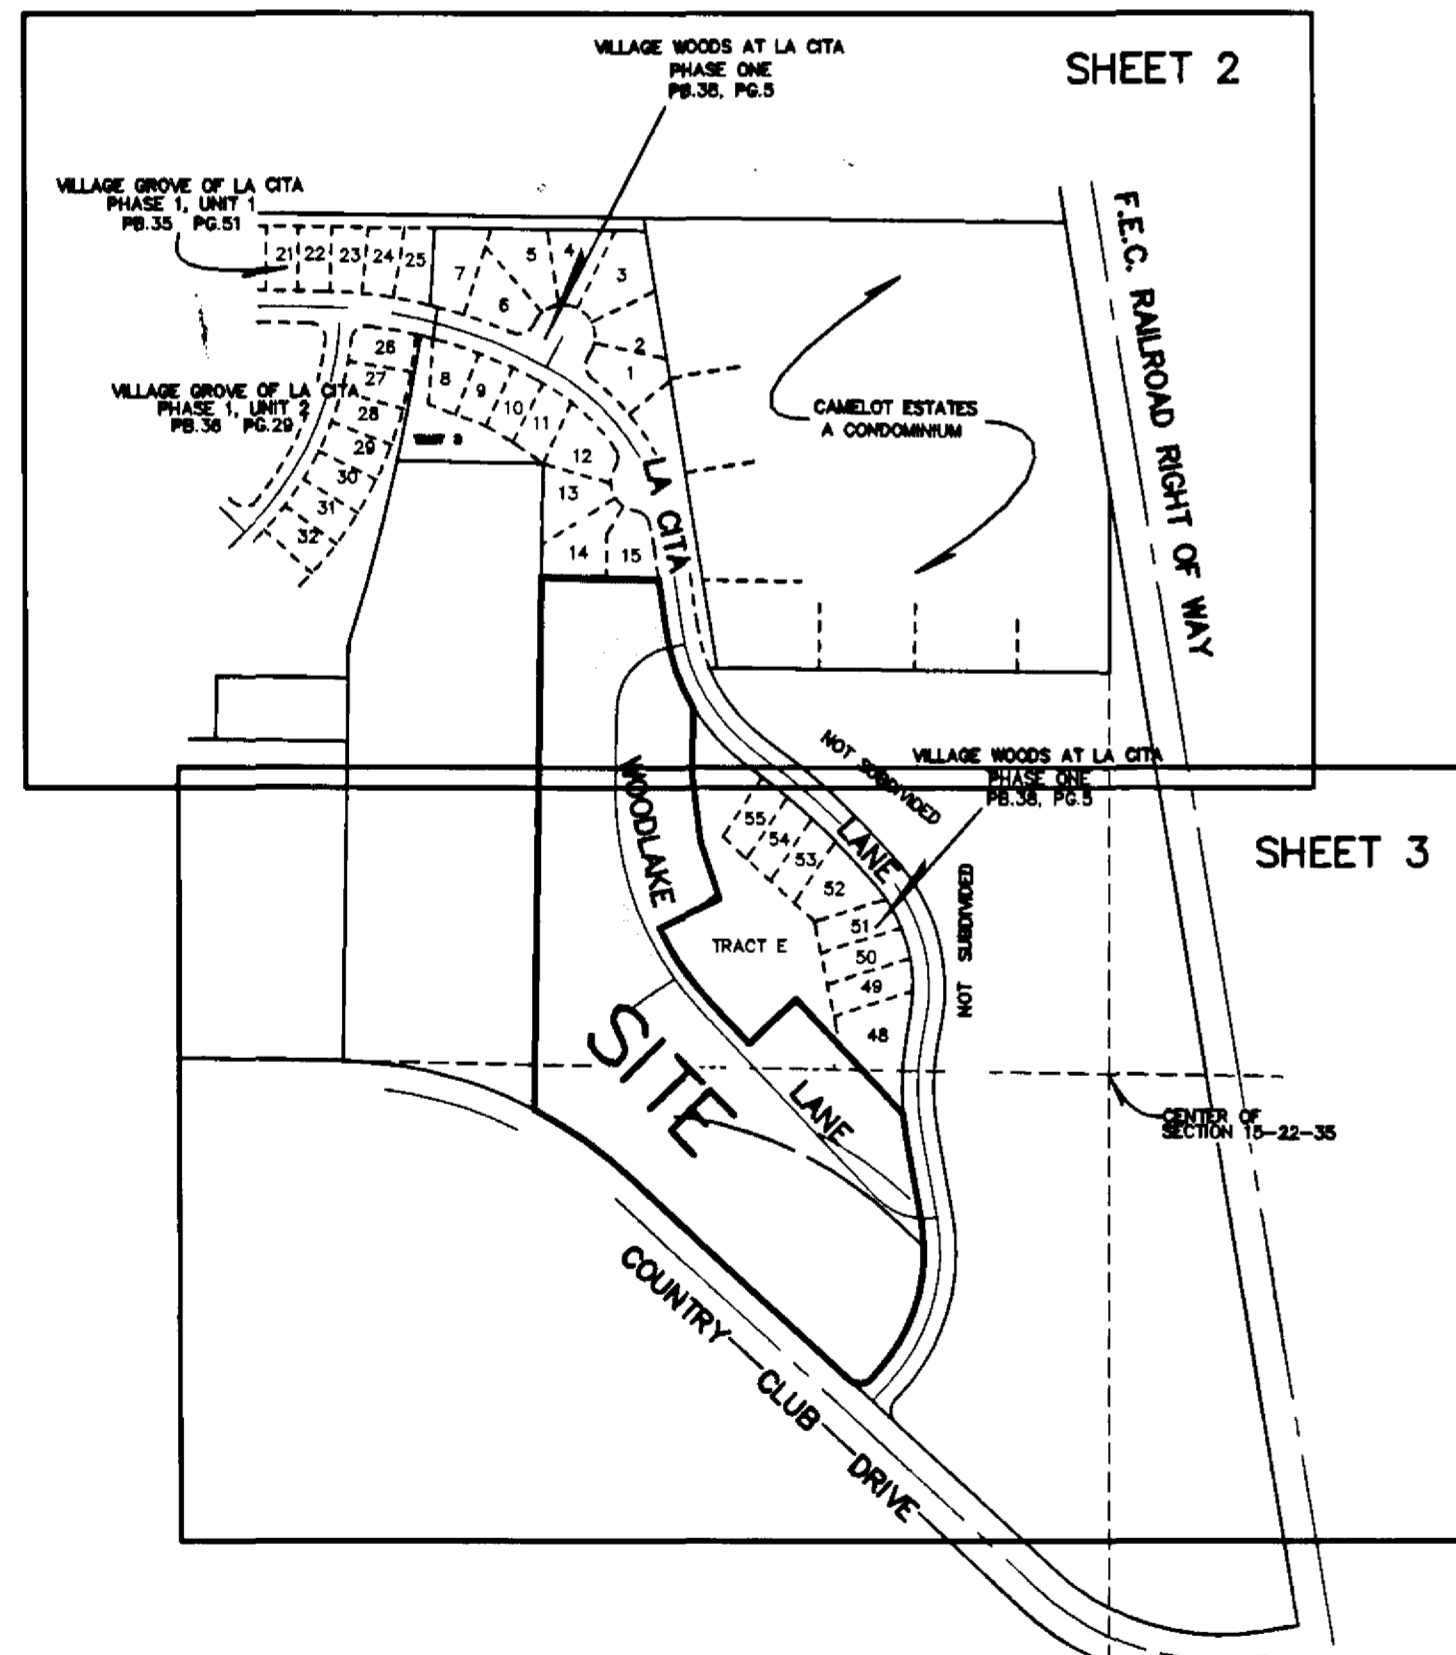 VILLAGE WOODS AT LA CITA
PHASE ONE
PB.38, PG.5
SHEET 2
VILLAGE GROVE OF LA CITA
PHASE 1, UNIT 1
PB.35 PG.51
21 22 23 24 25
7
6
5
4
3
2
1
F.E.C. RAILROAD RIGHT OF WAY
VILLAGE GROVE OF LA CITA
PHASE 1, UNIT 2
PB.36 PG.29
26
27
28
29
30
31
32
8
9
10
11
12
13
14
15
TRACT
CAMELOT ESTATES
A CONDOMINIUM
LA CITA
LANE
NOT SUBDIVIDED
VILLAGE WOODS AT LA CITA
PHASE ONE
PB.38, PG.5
SHEET 3
WOODLAKE
LANE
55
54
53
52
51
50
49
48
NOT SUBDIVIDED
TRACT E
SITE
CENTER OF
SECTION 15-22-35
COUNTRY CLUB DRIVE